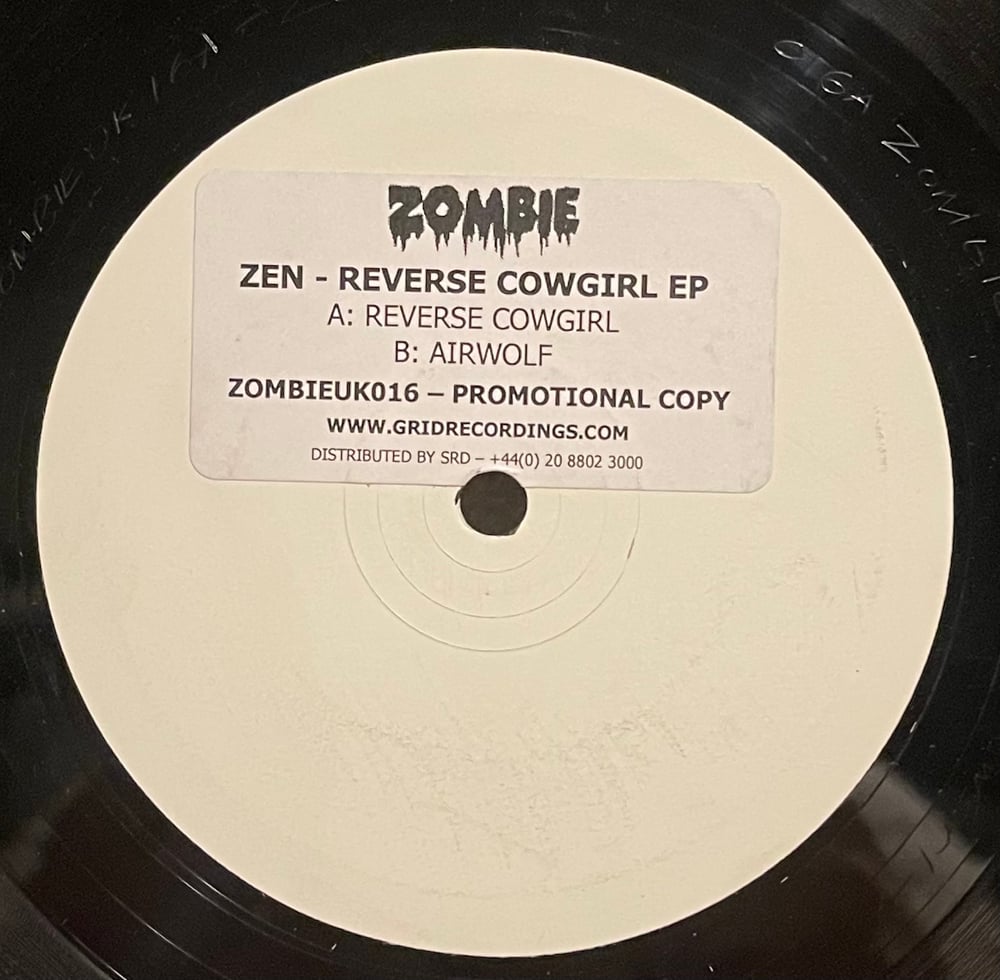 ZOMBIE
ZEN - REVERSE COWGIRL EP
A: REVERSE COWGIRL
B: AIRWOLF
ZOMBIEUK016 – PROMOTIONAL COPY
WWW.GRIDRECORDINGS.COM
DISTRIBUTED BY SRD – +44(0) 20 8802 3000